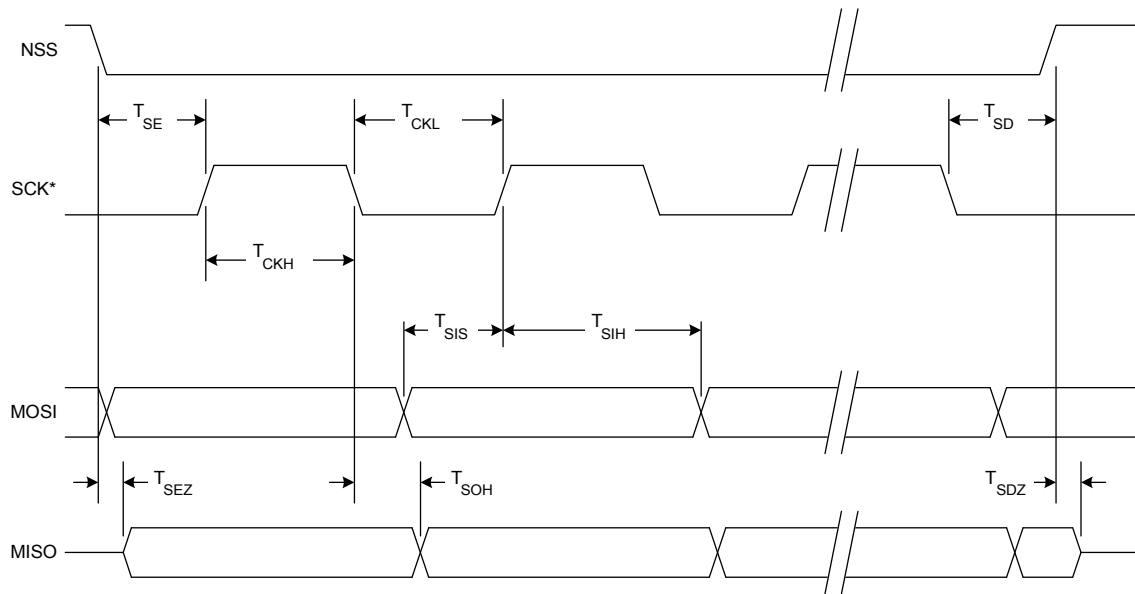 NSS
T_SE
T_CKL
T_SD
SCK*
T_CKH
T_SIS
T_SIH
MOSI
T_SEZ
T_SOH
T_SDZ
MISO